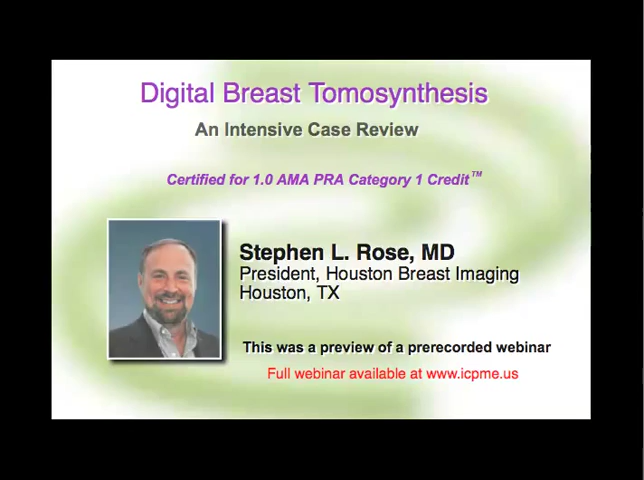 Digital Breast Tomosynthesis
An Intensive Case Review
Certified for 1.0 AMA PRA Category 1 Credit™
Stephen L. Rose, MD
President, Houston Breast Imaging
Houston, TX
This was a preview of a prerecorded webinar
Full webinar available at www.icpme.us